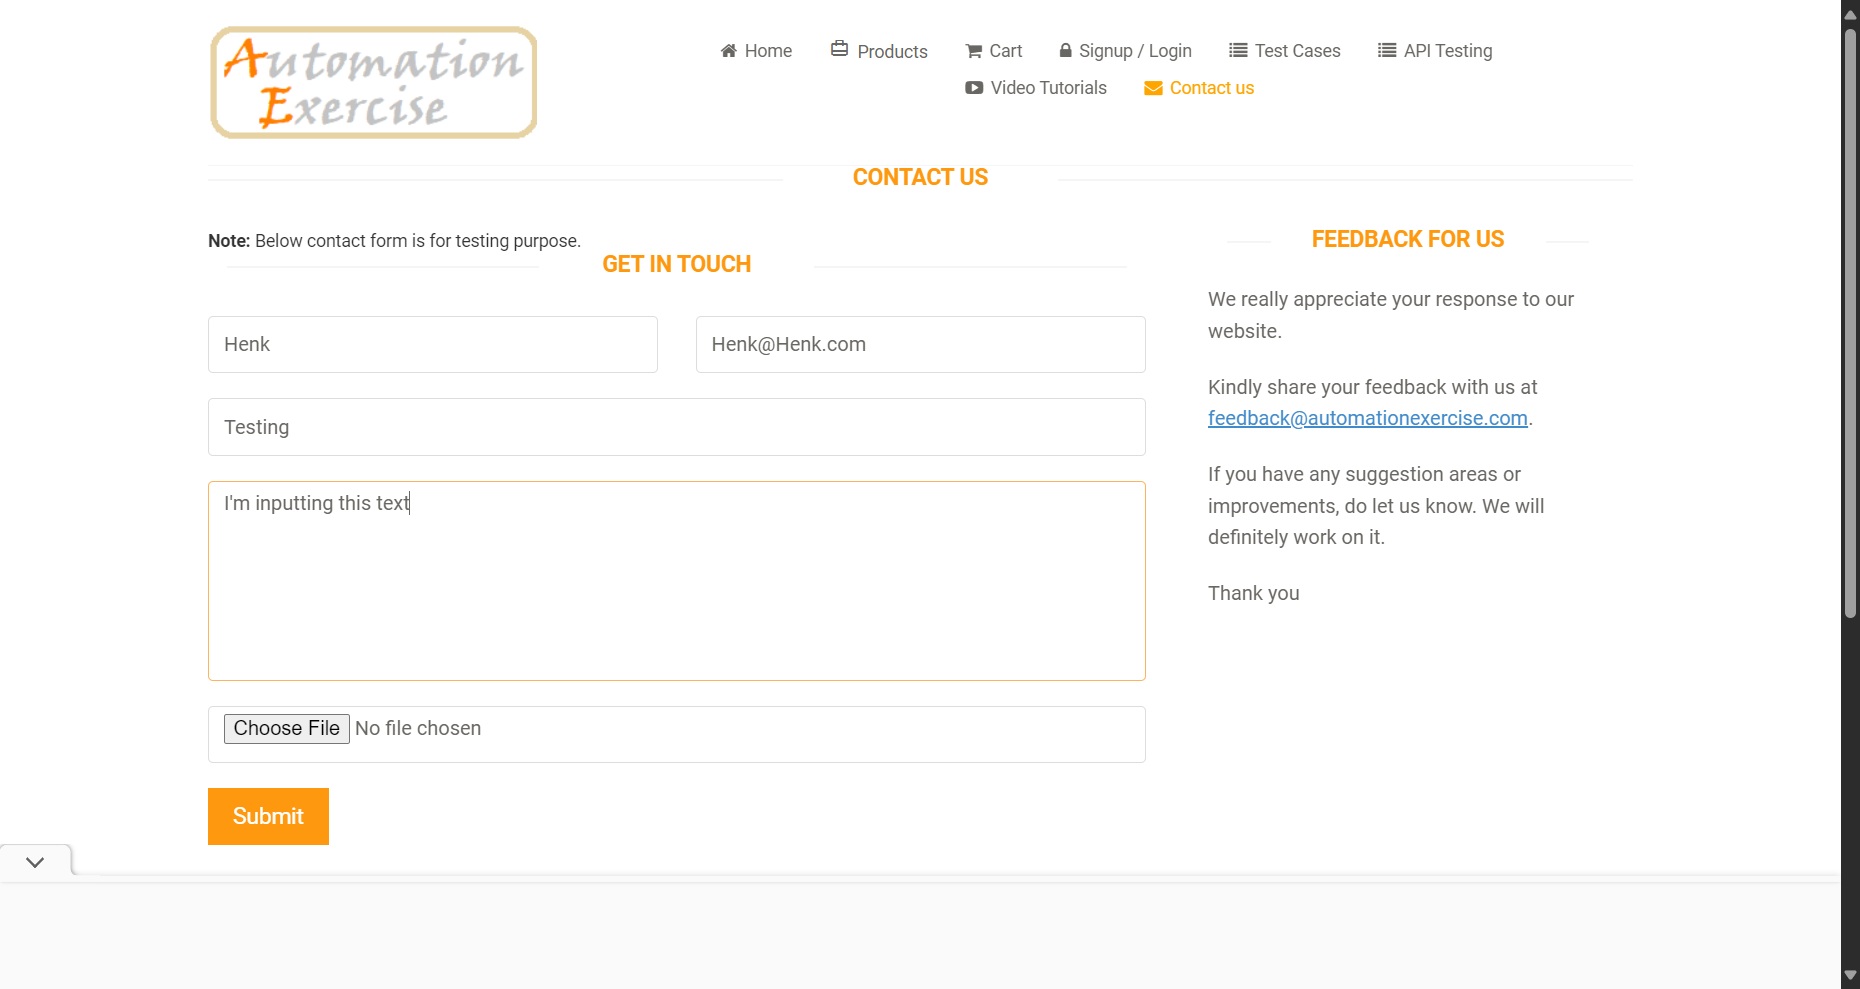 Automation
Exercise
Home
Products
Cart
Signup / Login
Test Cases
API Testing
Video Tutorials
Contact us
CONTACT US
Note: Below contact form is for testing purpose.
GET IN TOUCH
Henk
Henk@Henk.com
Testing
I'm inputting this text
Choose File No file chosen
Submit
FEEDBACK FOR US
We really appreciate your response to our
website.
Kindly share your feedback with us at
feedback@automationexercise.com.
If you have any suggestion areas or
improvements, do let us know. We will
definitely work on it.
Thank you